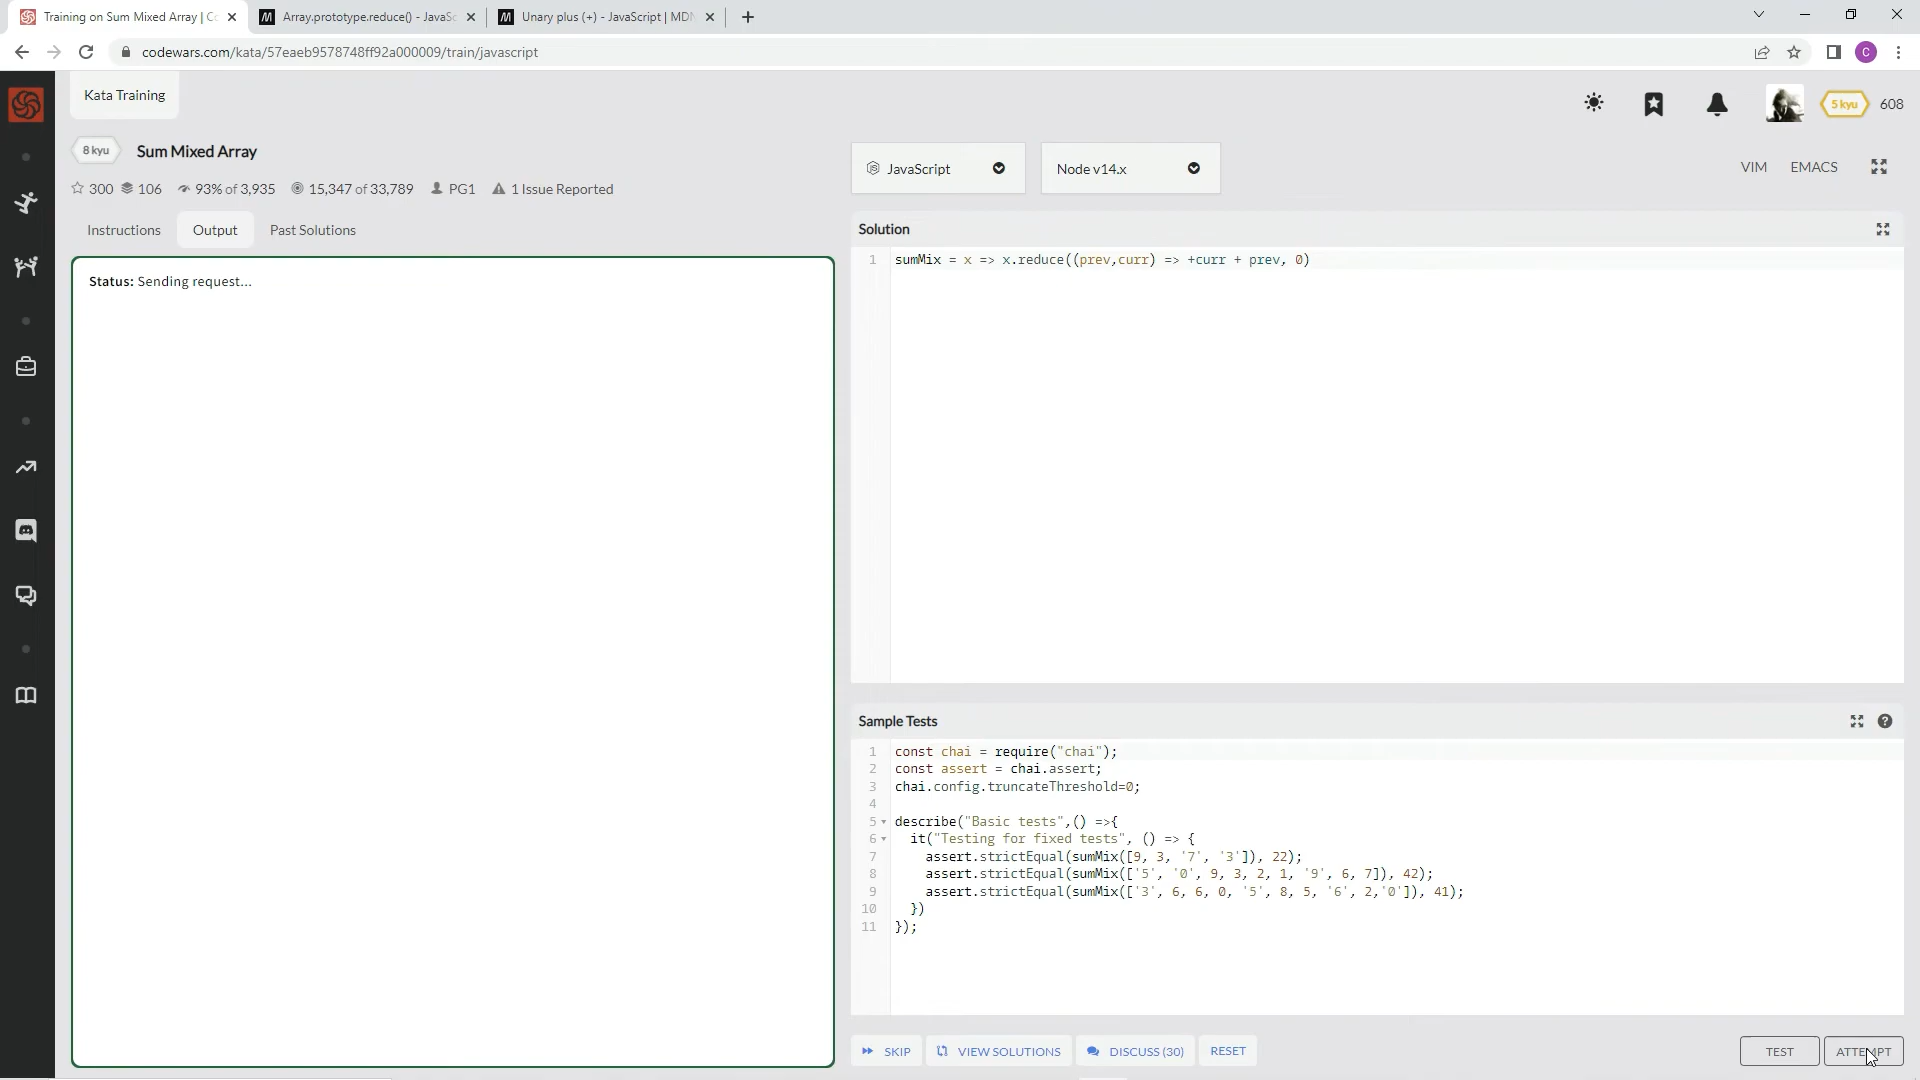 Training on Sum Mixed Array | Co
Array.prototype.reduce() - JavaSc
Unary plus (+) - JavaScript | MDN
codewars.com/kata/57eaeb9578748ff92a000009/train/javascript
C
Kata Training
5 kyu
608
8 kyu
Sum Mixed Array
300 106 93% of 3,935 15,347 of 33,789 PG1 1 Issue Reported
JavaScript
Node v14.x
VIM
EMACS
Instructions
Output
Past Solutions
Status: Sending request...
Solution
1 sumMix = x => x.reduce((prev,curr) => +curr + prev, 0)
Sample Tests
1 const chai = require("chai");
2 const assert = chai.assert;
3 chai.config.truncateThreshold=0;
4
5 describe("Basic tests",() =>{
6 it("Testing for fixed tests", () => {
7 assert.strictEqual(sumMix([9, 3, '7', '3']), 22);
8 assert.strictEqual(sumMix(['5', '0', 9, 3, 2, 1, '9', 6, 7]), 42);
9 assert.strictEqual(sumMix(['3', 6, 6, 0, '5', 8, 5, '6', 2,'0']), 41);
10 })
11 });
SKIP
VIEW SOLUTIONS
DISCUSS (30)
RESET
TEST
ATTEMPT